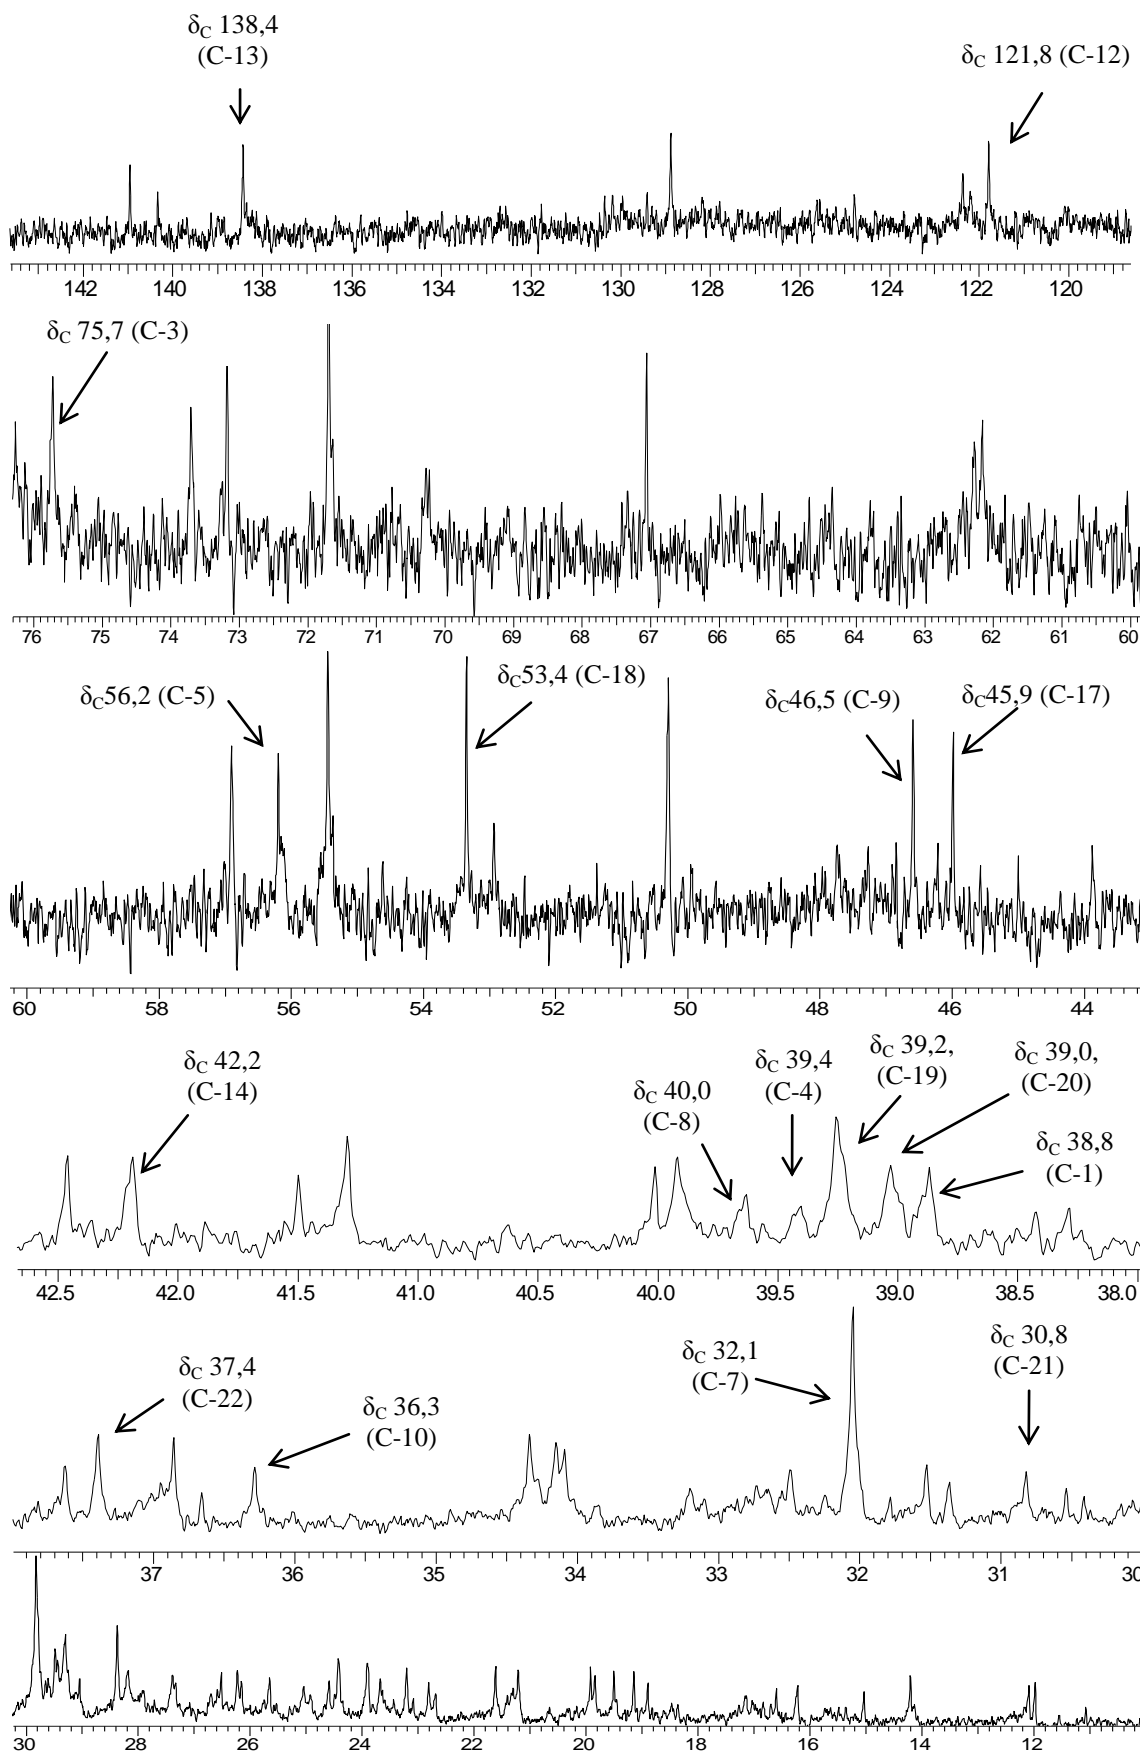 δC 138,4
(C-13)
δC 121,8 (C-12)
142 140 138 136 134 132 130 128 126 124 122 120
δC 75,7 (C-3)
76 75 74 73 72 71 70 69 68 67 66 65 64 63 62 61 60
δC56,2 (C-5)
δC53,4 (C-18)
δC46,5 (C-9)
δC45,9 (C-17)
60 58 56 54 52 50 48 46 44
δC 42,2
(C-14)
δC 40,0
(C-8)
δC 39,4
(C-4)
δC 39,2,
(C-19)
δC 39,0,
(C-20)
δC 38,8
(C-1)
42.5 42.0 41.5 41.0 40.5 40.0 39.5 39.0 38.5 38.0
δC 37,4
(C-22)
δC 36,3
(C-10)
δC 32,1
(C-7)
δC 30,8
(C-21)
37 36 35 34 33 32 31 30
30 28 26 24 22 20 18 16 14 12